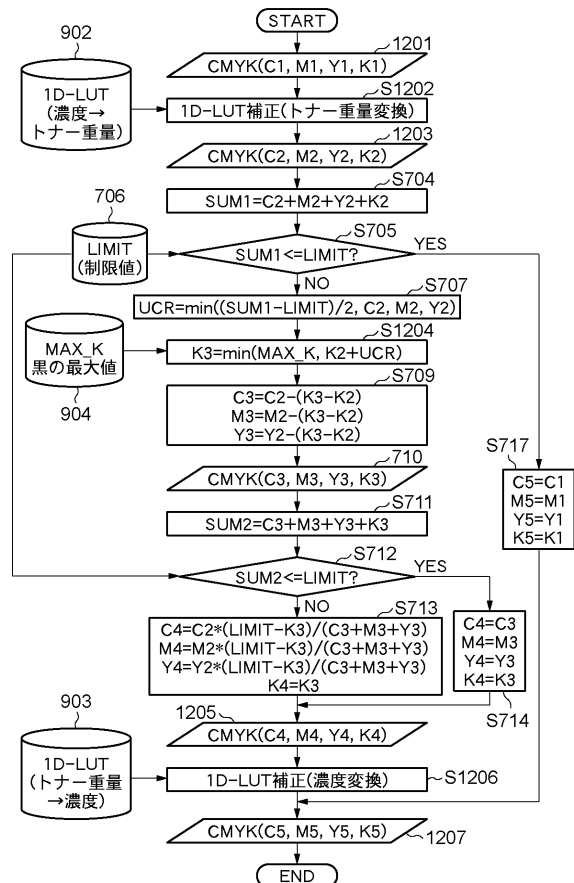 START
902
1201
CMYK(C1, M1, Y1, K1)
1D-LUT
(濃度→
トナー重量)
S1202
1D-LUT補正(トナー重量変換)
1203
CMYK(C2, M2, Y2, K2)
S704
SUM1=C2+M2+Y2+K2
706
LIMIT
(制限値)
S705
SUM1<=LIMIT?
YES
NO
S707
UCR=min((SUM1-LIMIT)/2, C2, M2, Y2)
S1204
MAX_K
黒の最大値
904
K3=min(MAX_K, K2+UCR)
S709
C3=C2-(K3-K2)
M3=M2-(K3-K2)
Y3=Y2-(K3-K2)
710
CMYK(C3, M3, Y3, K3)
S717
C5=C1
M5=M1
Y5=Y1
K5=K1
S711
SUM2=C3+M3+Y3+K3
S712
SUM2<=LIMIT?
YES
NO
S713
C4=C2*(LIMIT-K3)/(C3+M3+Y3)
M4=M2*(LIMIT-K3)/(C3+M3+Y3)
Y4=Y2*(LIMIT-K3)/(C3+M3+Y3)
K4=K3
C4=C3
M4=M3
Y4=Y3
K4=K3
S714
903
1205
CMYK(C4, M4, Y4, K4)
1D-LUT
(トナー重量
→濃度)
1D-LUT補正(濃度変換)
S1206
CMYK(C5, M5, Y5, K5)
1207
END